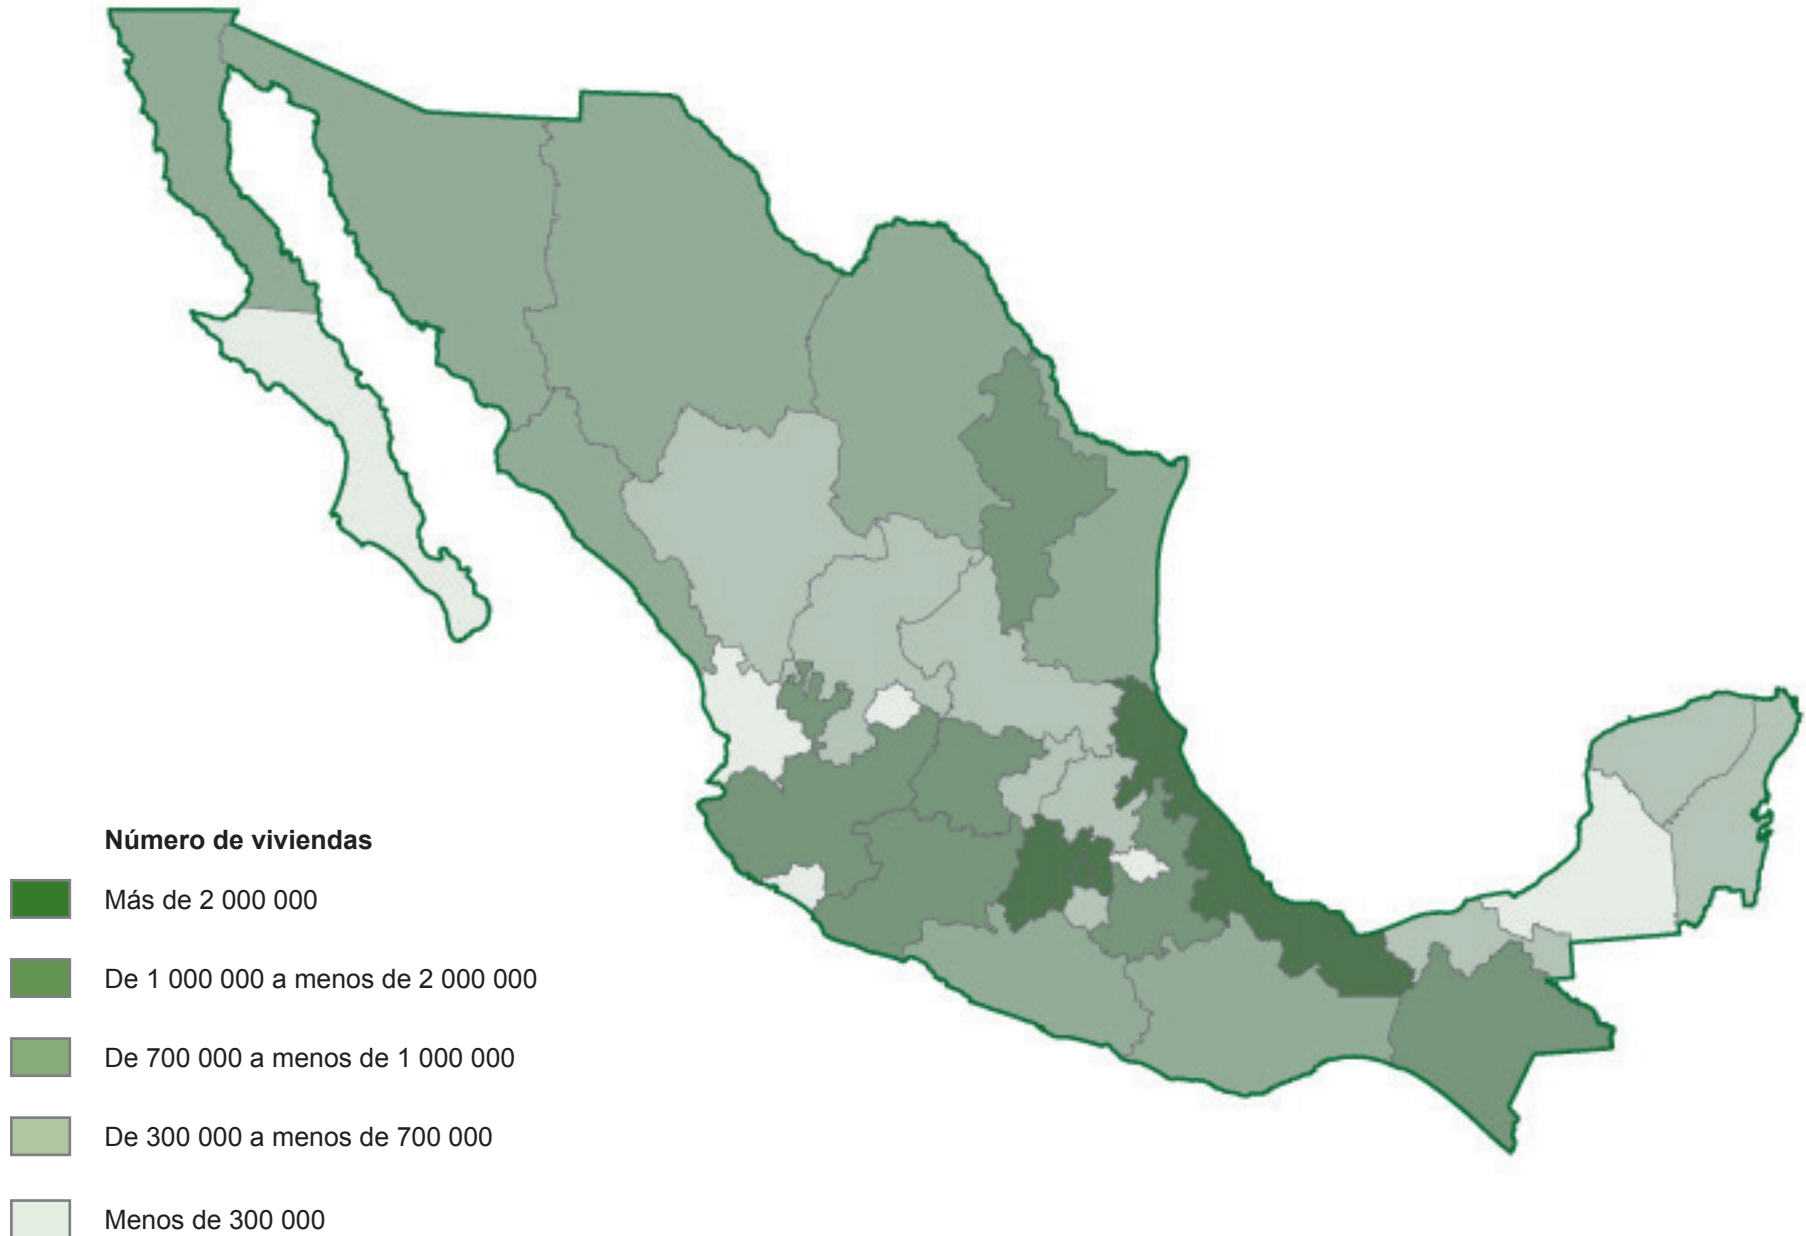 Número de viviendas
Más de 2 000 000
De 1 000 000 a menos de 2 000 000
De 700 000 a menos de 1 000 000
De 300 000 a menos de 700 000
Menos de 300 000